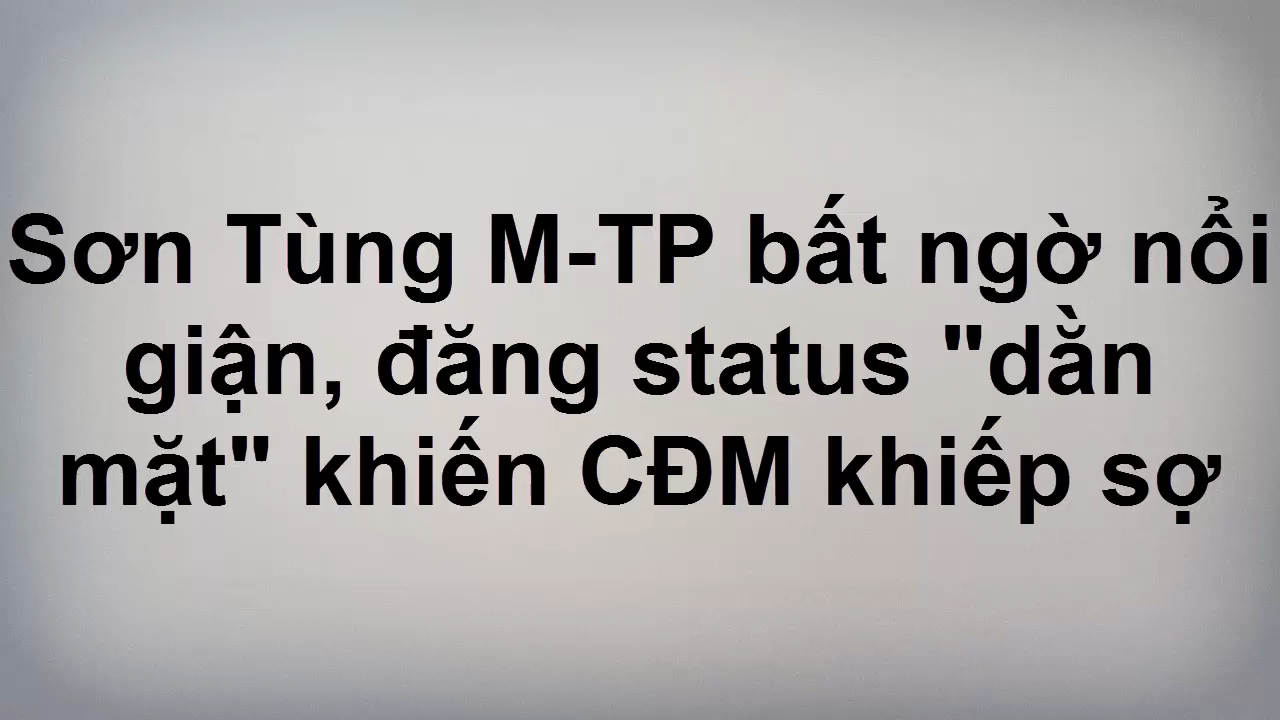 Sơn Tùng M-TP bất ngờ nổi
giận, đăng status "dằn
mặt" khiến CĐM khiếp sợ